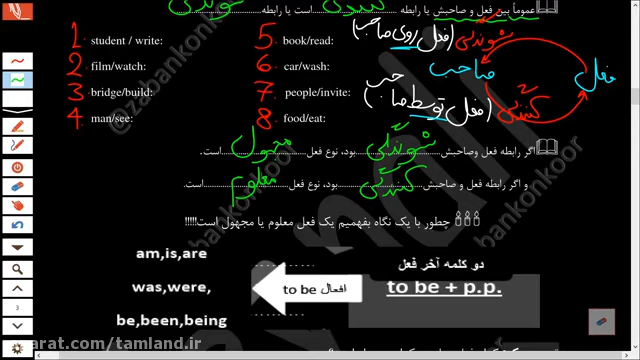 عموماً بین فعل و صاحبش یا رابطه کنندگی است یا رابطه شوندگی
1 student / write:
2 film/watch:
3 bridge/build:
4 man/see:
5 book/read:
6 car/wash:
7 people/invite:
8 food/eat:
شوندگی (فعل روی صاحب)
صاحب
فعل
کنندگی (فعل توسط صاحب)
اگر رابطه فعل و صاحبش شوندگی بود، نوع فعل مجهول است.
و اگر رابطه فعل و صاحبش کنندگی بود، نوع فعل معلوم است.
چطور با یک نگاه بفهمیم یک فعل معلوم یا مجهول است!!!!!
دو کلمه آخر فعل
to be + p.p.
افعال to be
am,is,are
was,were,
be,been,being
@zabankonkoor
bankonkoor
arat.com/tamland.ir
3